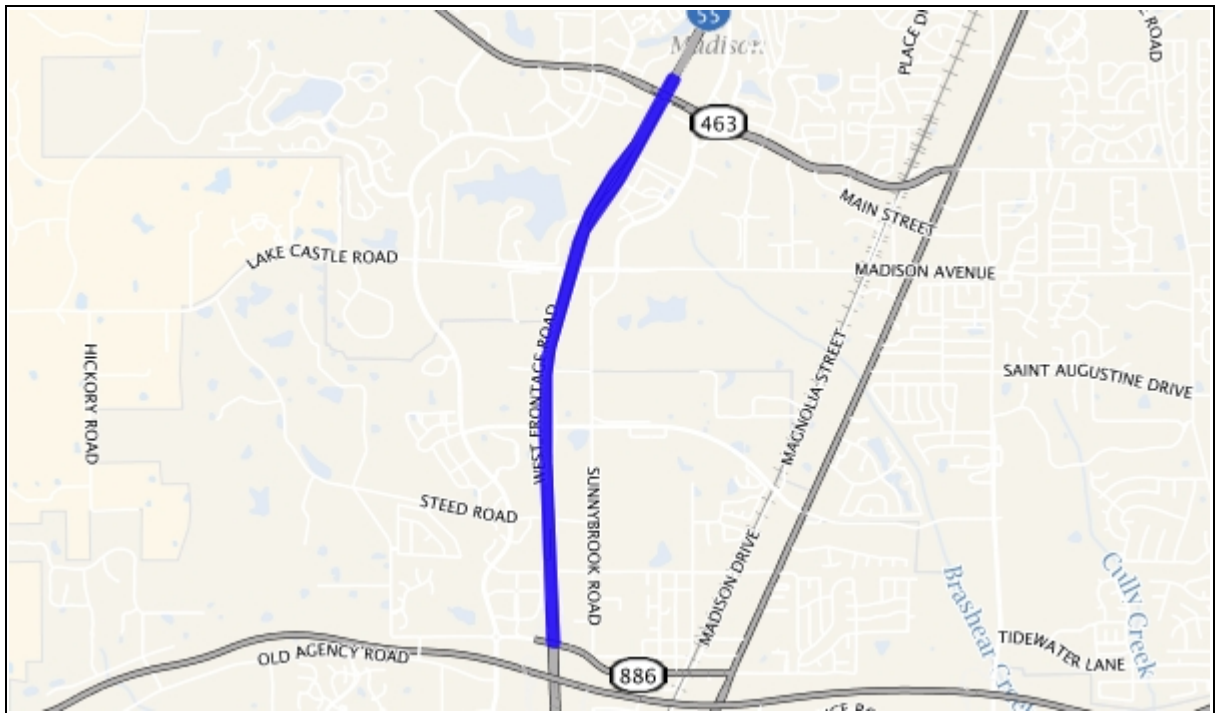 55
Madison
PLACE
ROAD
463
MAIN STREET
LAKE CASTLE ROAD
MADISON AVENUE
WEST FRONTAGE ROAD
HICKORY ROAD
MAGNOLIA STREET
SAINT AUGUSTINE DRIVE
STEED ROAD
SUNNYBROOK ROAD
MADISON DRIVE
Brashear
Cully Creek
TIDEWATER LANE
OLD AGENCY ROAD
886